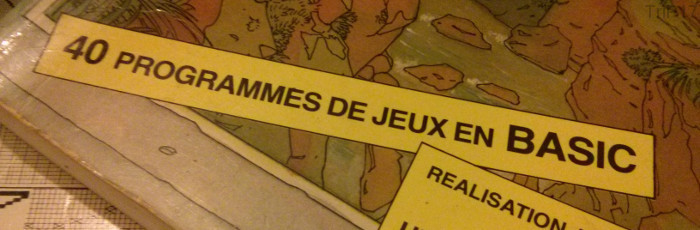 40 PROGRAMMES DE JEUX EN BASIC
REALISATION